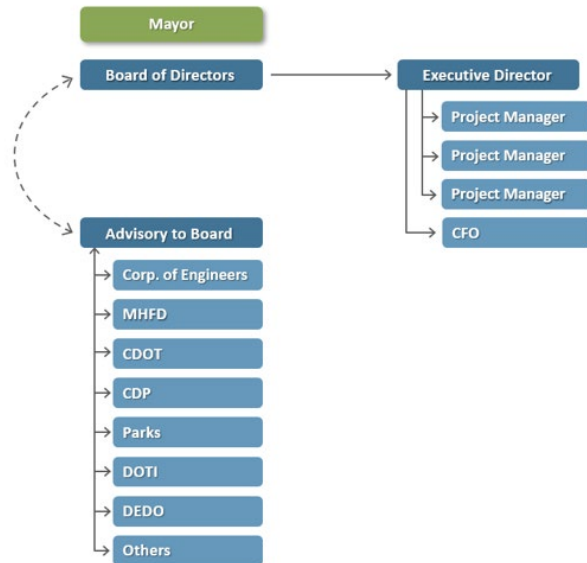 Mayor
Board of Directors
Executive Director
Project Manager
Project Manager
Project Manager
CFO
Advisory to Board
Corp. of Engineers
MHFD
CDOT
CDP
Parks
DOTI
DEDO
Others